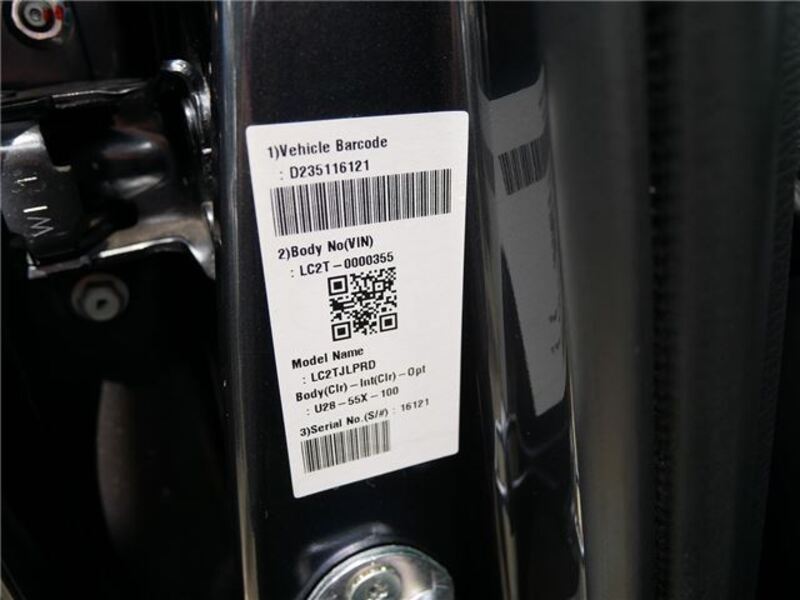 1)Vehicle Barcode
: D235116121
2)Body No(VIN)
: LC2T-0000355
Model Name
: LC2TJLPRD
Body(Clr)-Int(Clr)-Opt
: U28-55X-100
3)Serial No.(S/#) : 16121